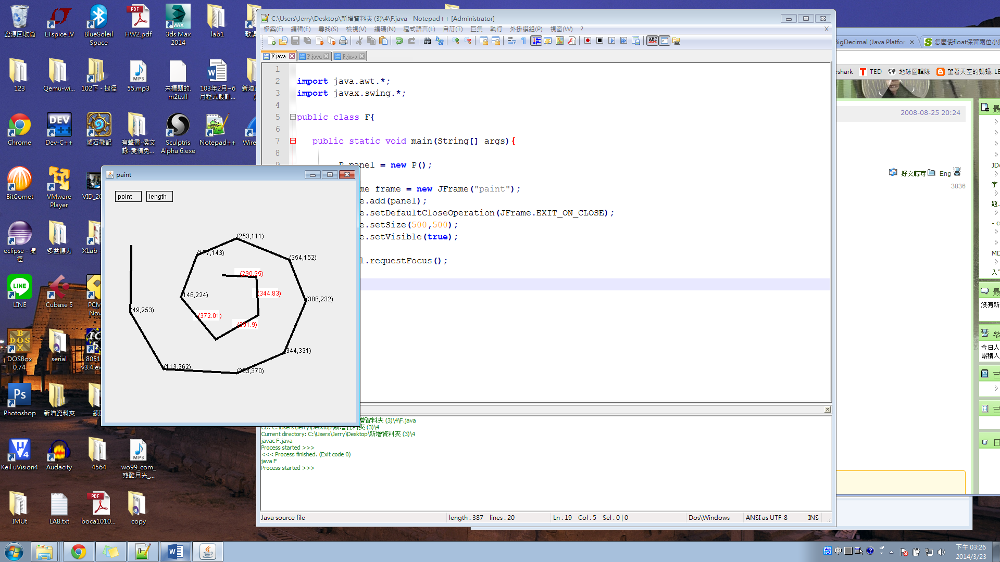 資源回收筒
LTspice IV
BlueSoleil Space
HW2.pdf
3ds Max 2014
lab1
123
Qemu-wi...
102下 - 捷徑
55.mp3
未標題的.m2t.sfl
103年2月~6月程式設計...
Chrome
Dev-C++
爐石戰記
有聲書-侯文詠-愛情免...
Sculptris Alpha 6.exe
Notepad++
Wire
BitComet
VMware Player
VID_20
eclipse - 捷徑
多益聽力
XLab -
LINE
Cubase 5
PCM
Nov
DOSBox 0.74.
serial
8051
v3.4.ex
Photoshop
新增資料夾
Keil uVision4
Audacity
4564
wo99_com_殘酷月光_...
IMUt
LAB.txt
boca1010...
copy
C:\Users\Jerry\Desktop\新增資料夾 (3)\4\F.java - Notepad++ [Administrator]
檔案(F) 編輯(E) 尋找(S) 檢視(V) 編碼(N) 程式語言(L) 自訂(T) 巨集 執行 外掛模組(P) 視窗(W) ? X
F.java P.java P.java
1
2 import java.awt.*;
3 import javax.swing.*;
4
5 public class F{
6
7 public static void main(String[] args){
8
9 P panel = new P();
me frame = new JFrame("paint");
e.add(panel);
e.setDefaultCloseOperation(JFrame.EXIT_ON_CLOSE);
e.setSize(500,500);
e.setVisible(true);
l.requestFocus();
paint
point length
(253,111)
(177,143)
(354,152)
(290.95)
(344.83)
(146,224)
(386,232)
(49,253)
(372.01)
(344,331)
(113,362)
(253,370)
增資料夾 (3)\4\F.java
CD: C:\Users\Jerry\Desktop\新增資料夾 (3)\4
Current directory: C:\Users\Jerry\Desktop\新增資料夾 (3)\4
javac F.java
Process started >>>
<<< Process finished. (Exit code 0)
java F
Process started >>>
Java source file length : 387 lines : 20 Ln : 19 Col : 5 Sel : 0 | 0 Dos\Windows ANSI as UTF-8 INS
BigDecimal (Java Platfor
怎麼使float保留兩位小
eshark TED 地球圖輯隊 望著天空的螞蟻: LE
2008-08-25 20:24
好文轉寄 Eng
3836
JD
字
題.
- c
MD
入"
沒有新
今日人
累積人
下午 03:26
2014/3/23